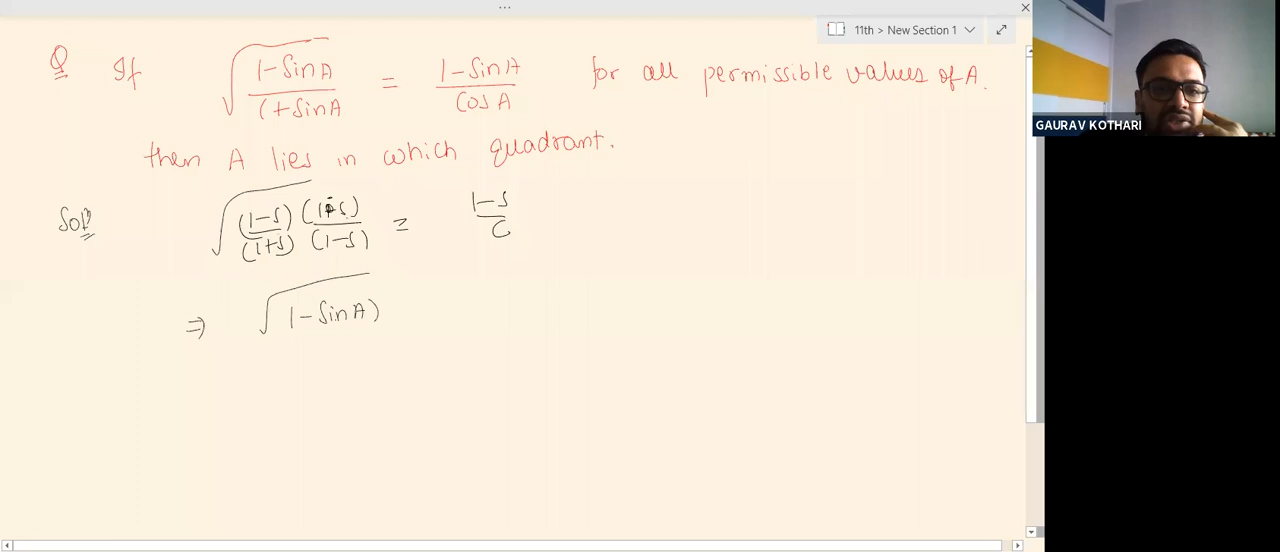 11th > New Section 1
Q If √((1-SinA)/(1+SinA)) = (1-SinA)/(CosA) for all permissible values of A.
then A lies in which quadrant.
GAURAV KOTHARI
Sol √((1-s)/(1+s) (1-s)/(1-s)) = (1-s)/c
⇒ √(1-SinA)